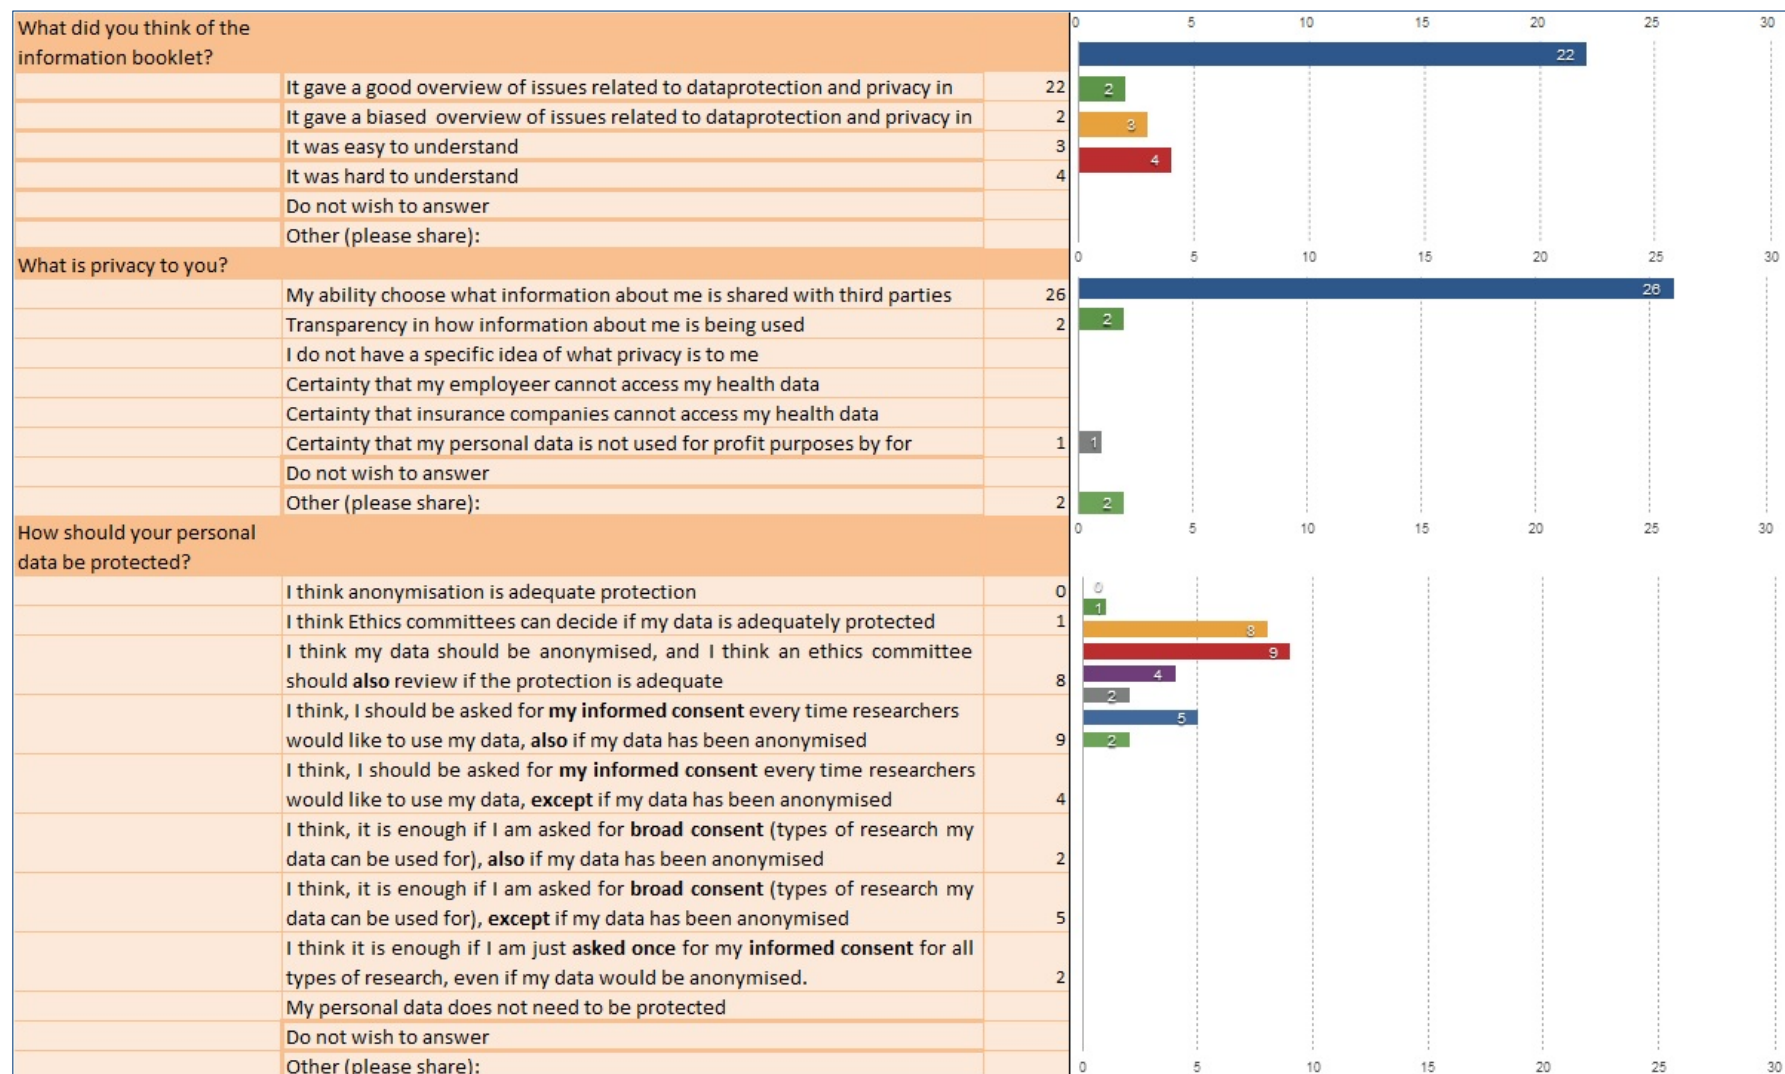 What did you think of the
information booklet?
It gave a good overview of issues related to dataprotection and privacy in 22
It gave a biased overview of issues related to dataprotection and privacy in 2
It was easy to understand 3
It was hard to understand 4
Do not wish to answer
Other (please share):
What is privacy to you?
My ability choose what information about me is shared with third parties 26
Transparency in how information about me is being used 2
I do not have a specific idea of what privacy is to me
Certainty that my employeer cannot access my health data
Certainty that insurance companies cannot access my health data
Certainty that my personal data is not used for profit purposes by for 1
Do not wish to answer
Other (please share): 2
How should your personal
data be protected?
I think anonymisation is adequate protection 0
I think Ethics committees can decide if my data is adequately protected 1
I think my data should be anonymised, and I think an ethics committee
should also review if the protection is adequate 8
I think, I should be asked for my informed consent every time researchers
would like to use my data, also if my data has been anonymised 9
I think, I should be asked for my informed consent every time researchers
would like to use my data, except if my data has been anonymised 4
I think, it is enough if I am asked for broad consent (types of research my
data can be used for), also if my data has been anonymised 2
I think, it is enough if I am asked for broad consent (types of research my
data can be used for), except if my data has been anonymised 5
I think it is enough if I am just asked once for my informed consent for all
types of research, even if my data would be anonymised. 2
My personal data does not need to be protected
Do not wish to answer
Other (please share):
0 5 10 15 20 25 30
22
2
3
4
0 5 10 15 20 25 30
26
2
1
2
0 5 10 15 20 25 30
0
1
8
9
4
2
5
2
0 5 10 15 20 25 30